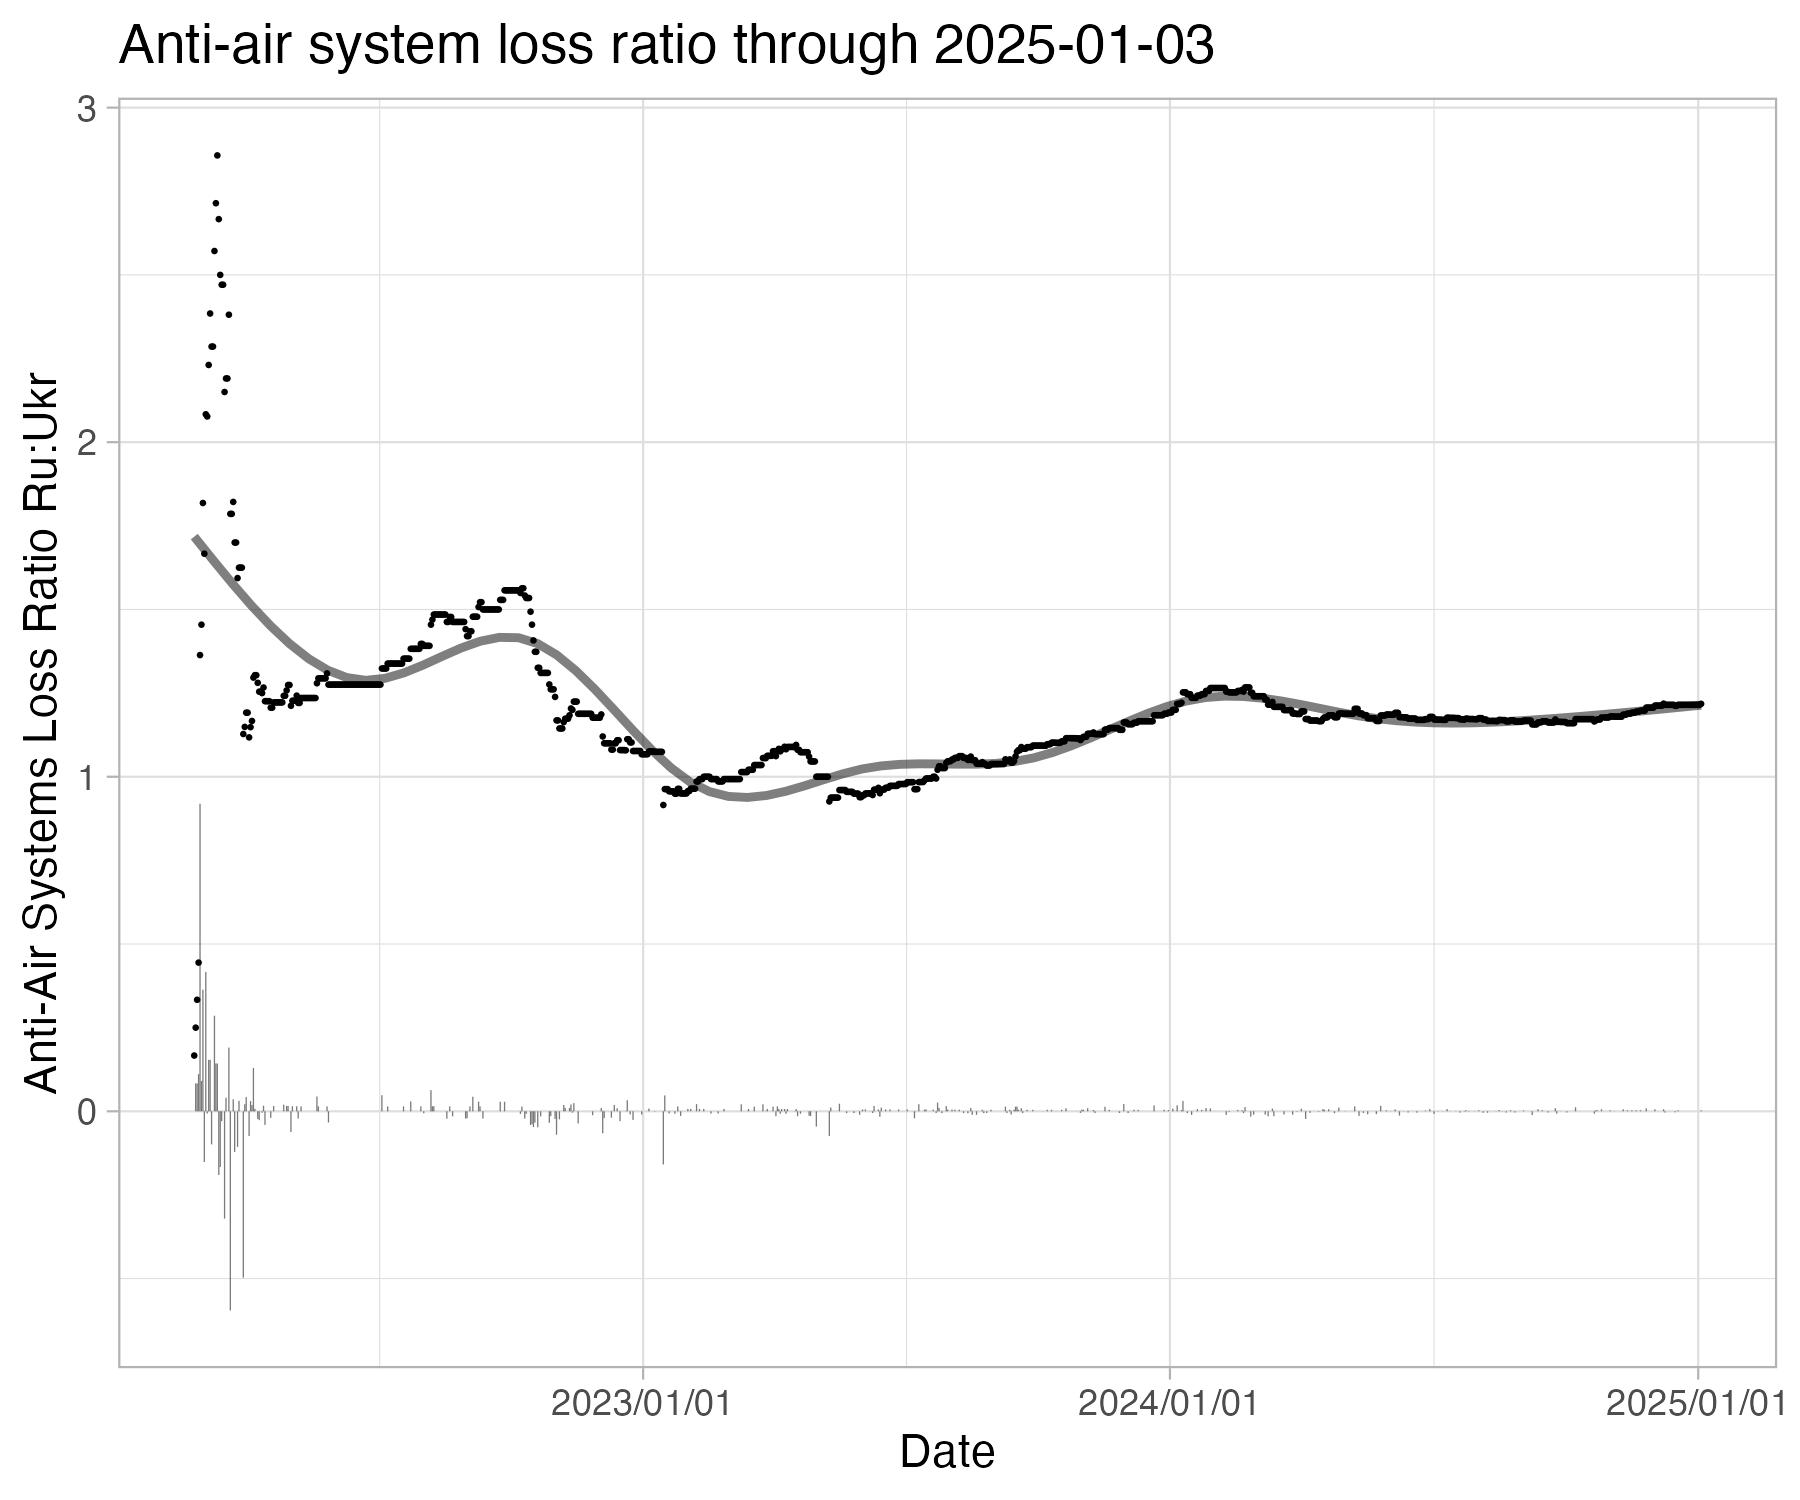 Anti-air system loss ratio through 2025-01-03
Anti-Air Systems Loss Ratio Ru:Ukr
3
2
1
0
2023/01/01
2024/01/01
2025/01/01
Date